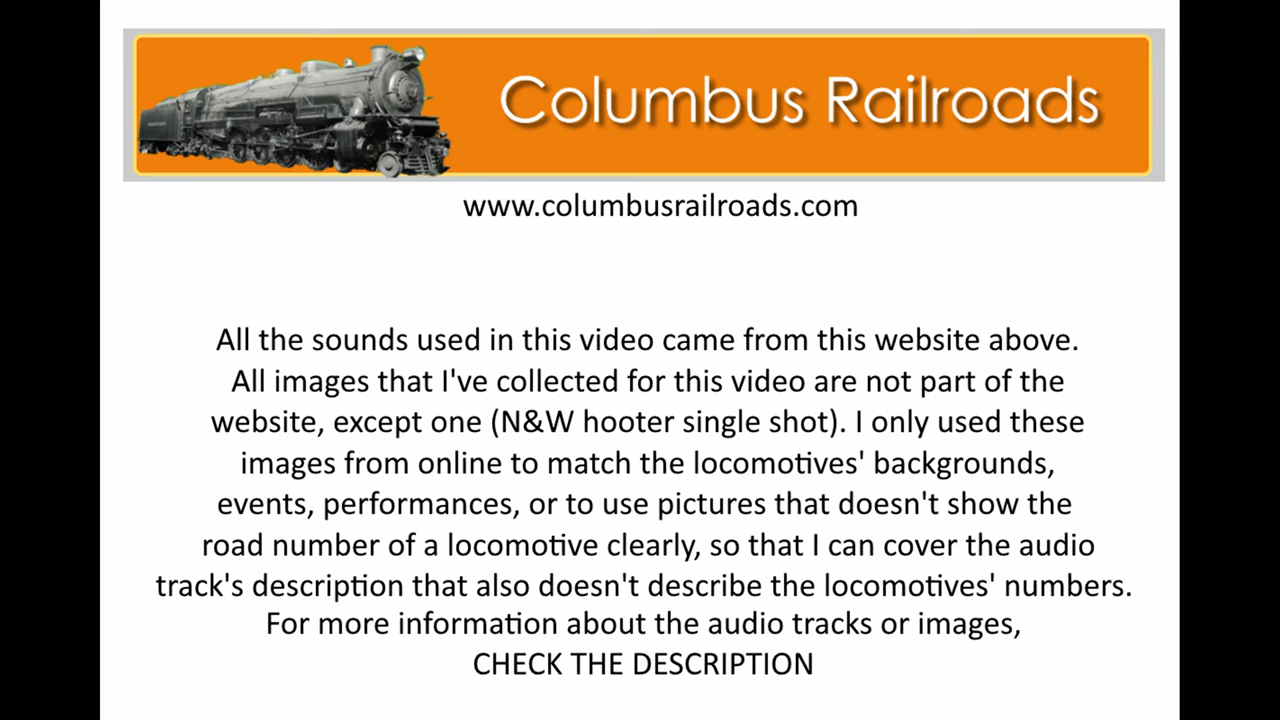 Columbus Railroads
www.columbusrailroads.com
All the sounds used in this video came from this website above.
All images that I've collected for this video are not part of the
website, except one (N&W hooter single shot). I only used these
images from online to match the locomotives' backgrounds,
events, performances, or to use pictures that doesn't show the
road number of a locomotive clearly, so that I can cover the audio
track's description that also doesn't describe the locomotives' numbers.
For more information about the audio tracks or images,
CHECK THE DESCRIPTION